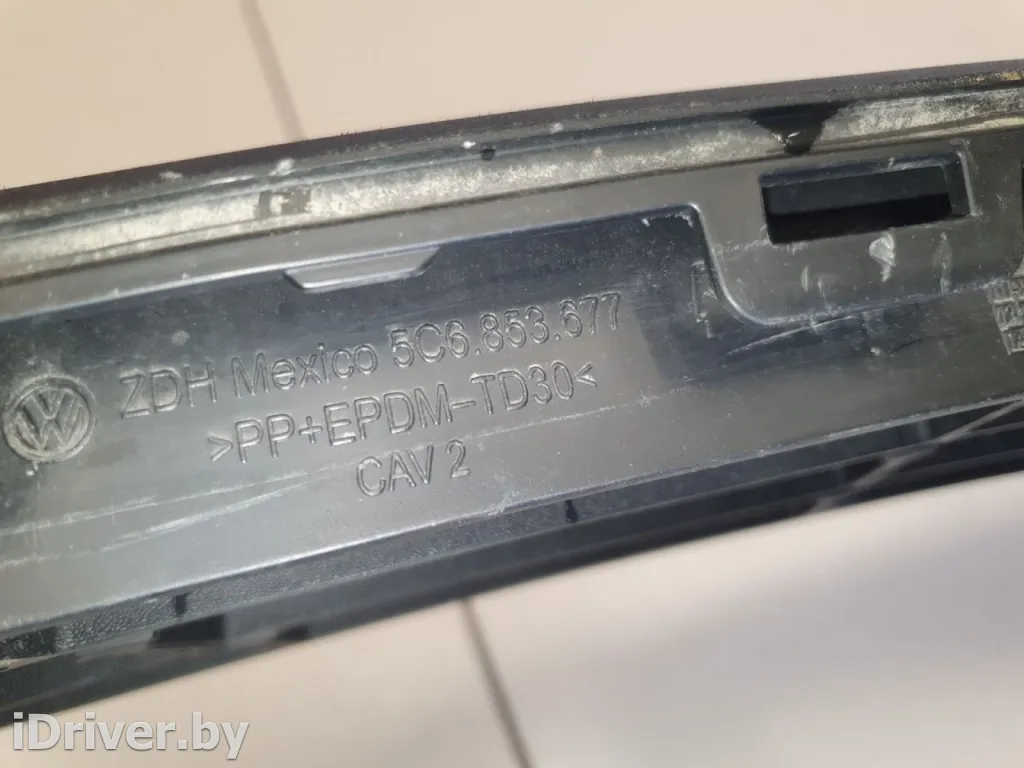 ZDH Mexico 5C6.853.677
>PP+EPDM-TD30<
CAV 2
iDriver.by